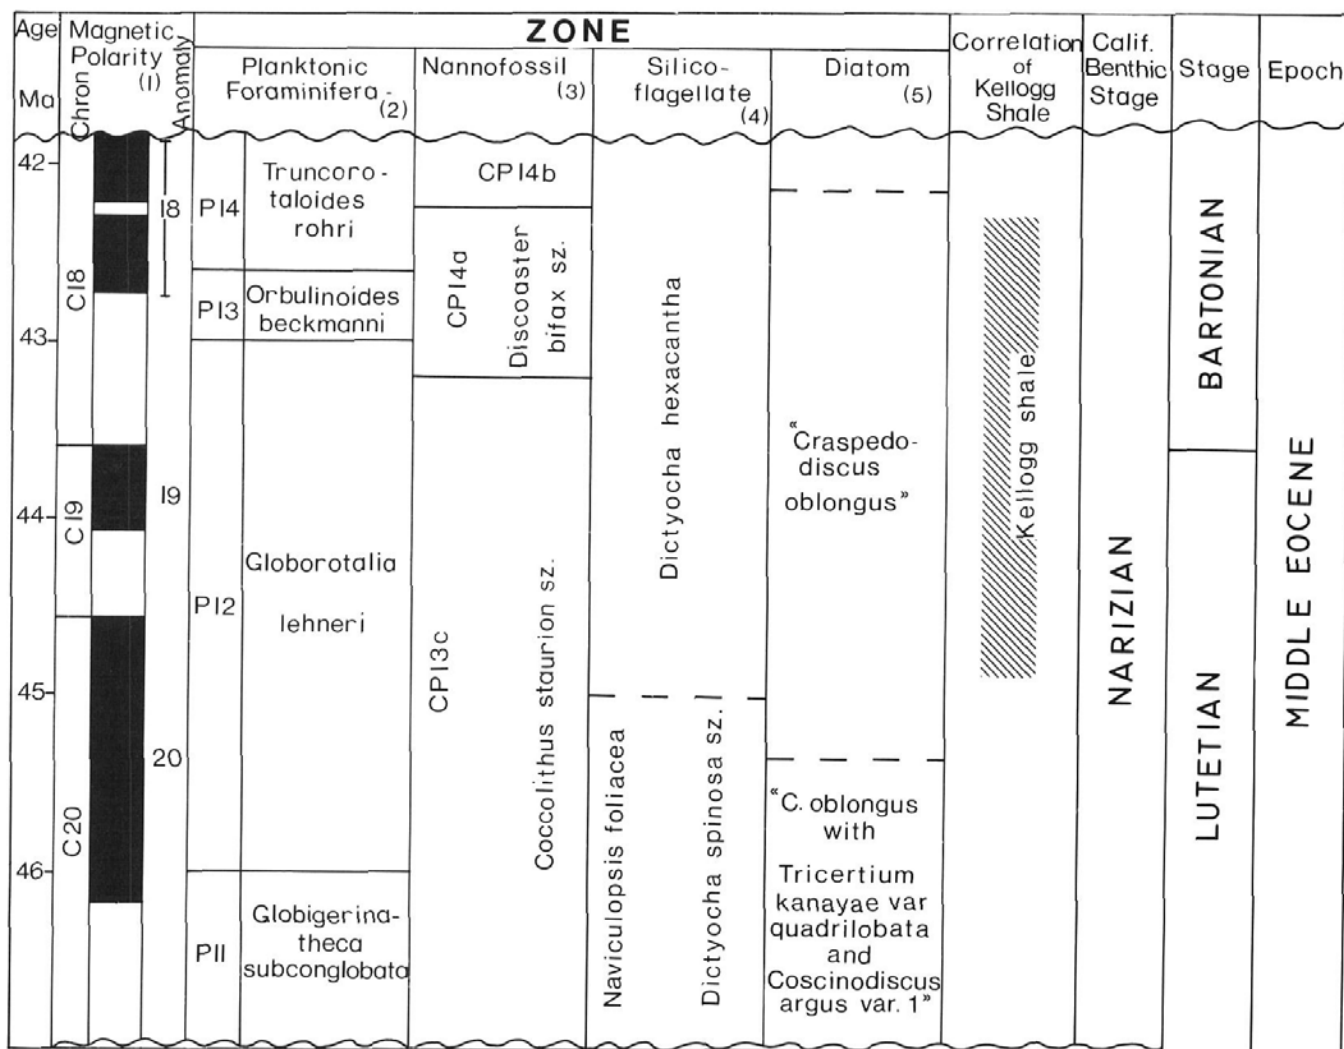 Age
Ma
Magnetic
Polarity
(1)
Chron
Anomaly
ZONE
Planktonic
Foraminifera-
(2)
Nannofossil
(3)
Silico-
flagellate
(4)
Diatom
(5)
Correlation
of
Kellogg
Shale
Calif.
Benthic
Stage
Stage
Epoch
42
43
44
45
46
C18
C19
C20
18
19
20
P14
P13
P12
P11
Truncoro-
taloides
rohri
Orbulinoides
beckmanni
Globorotalia
lehneri
Globigerina-
theca
subconglobata
CP14b
CP14a
Discoaster
bifax sz.
CP13c
Coccolithus staurion sz.
Dictyocha hexacantha
Naviculopsis foliacea
Dictyocha spinosa sz.
“Craspedo-
discus
oblongus”
“C. oblongus
with
Tricertium
kanayae var
quadrilobata
and
Coscinodiscus
argus var. 1”
Kellogg shale
NARIZIAN
BARTONIAN
LUTETIAN
MIDDLE EOCENE